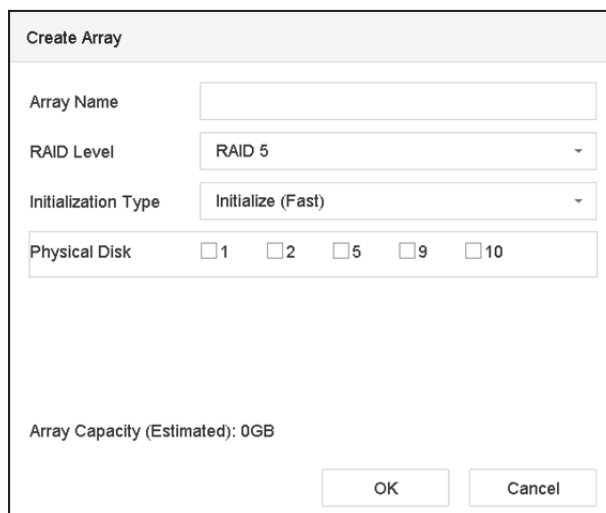 Create Array
Array Name
RAID Level RAID 5
Initialization Type Initialize (Fast)
Physical Disk 1 2 5 9 10
Array Capacity (Estimated): 0GB
OK Cancel